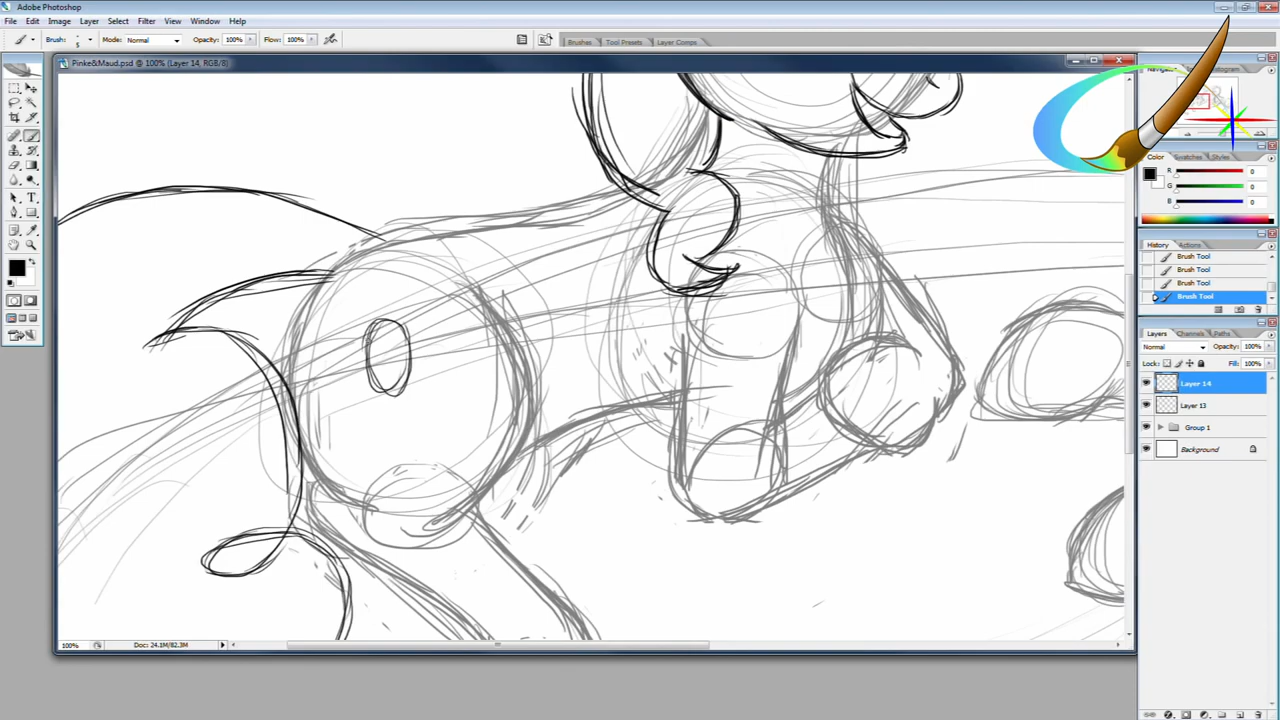 Adobe Photoshop
File Edit Image Layer Select Filter View Window Help
Brush: 5 Mode: Normal Opacity: 100% Flow: 100% Brushes Tool Presets Layer Comps
Pinke&Maud.psd @ 100% (Layer 14, RGB/8)
Color Swatches Styles
R 0
G 0
B 0
History Actions
Brush Tool
Brush Tool
Brush Tool
Brush Tool
Layers Channels Paths
Normal Opacity: 100%
Lock: Fill: 100%
Layer 14
Layer 13
Group 1
Background
100% Doc: 24.1M/82.3M